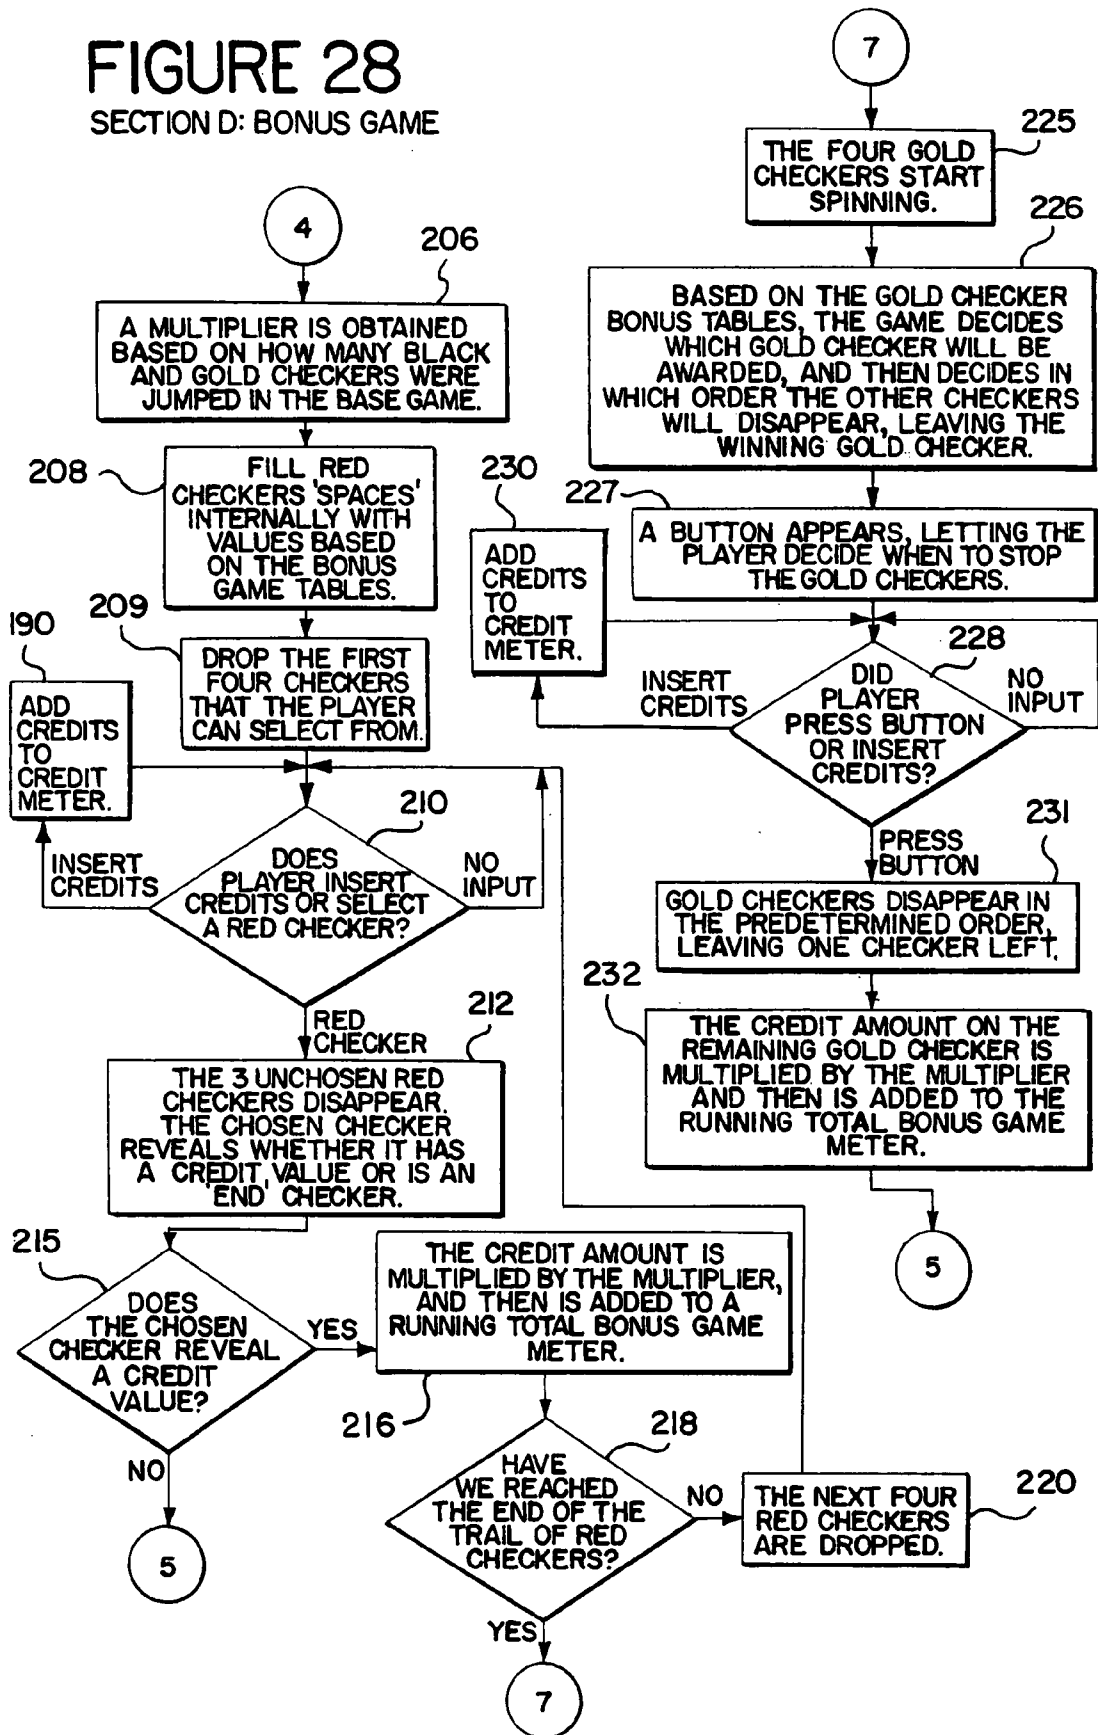 FIGURE 28
SECTION D: BONUS GAME
4
206
A MULTIPLIER IS OBTAINED
BASED ON HOW MANY BLACK
AND GOLD CHECKERS WERE
JUMPED IN THE BASE GAME.
208
FILL RED
CHECKERS 'SPACES'
INTERNALLY WITH
VALUES BASED
ON THE BONUS
GAME TABLES.
209
DROP THE FIRST
FOUR CHECKERS
THAT THE PLAYER
CAN SELECT FROM.
190
ADD
CREDITS
TO
CREDIT
METER.
210
DOES
PLAYER INSERT
CREDITS OR SELECT
A RED CHECKER?
INSERT
CREDITS
NO
INPUT
RED
CHECKER
212
THE 3 UNCHOSEN RED
CHECKERS DISAPPEAR.
THE CHOSEN CHECKER
REVEALS WHETHER IT HAS
A CREDIT VALUE OR IS AN
'END' CHECKER.
215
DOES
THE CHOSEN
CHECKER REVEAL
A CREDIT
VALUE?
YES
NO
5
THE CREDIT AMOUNT IS
MULTIPLIED BY THE MULTIPLIER,
AND THEN IS ADDED TO A
RUNNING TOTAL BONUS GAME
METER.
216
218
HAVE
WE REACHED
THE END OF THE
TRAIL OF RED
CHECKERS?
NO
YES
7
220
THE NEXT FOUR
RED CHECKERS
ARE DROPPED.
7
225
THE FOUR GOLD
CHECKERS START
SPINNING.
226
BASED ON THE GOLD CHECKER
BONUS TABLES, THE GAME DECIDES
WHICH GOLD CHECKER WILL BE
AWARDED, AND THEN DECIDES IN
WHICH ORDER THE OTHER CHECKERS
WILL DISAPPEAR, LEAVING THE
WINNING GOLD CHECKER.
227
A BUTTON APPEARS, LETTING THE
PLAYER DECIDE WHEN TO STOP
THE GOLD CHECKERS.
230
ADD
CREDITS
TO
CREDIT
METER.
228
DID
PLAYER
PRESS BUTTON
OR INSERT
CREDITS?
INSERT
CREDITS
NO
INPUT
PRESS
BUTTON
231
GOLD CHECKERS DISAPPEAR IN
THE PREDETERMINED ORDER,
LEAVING ONE CHECKER LEFT.
232
THE CREDIT AMOUNT ON THE
REMAINING GOLD CHECKER IS
MULTIPLIED BY THE MULTIPLIER
AND THEN IS ADDED TO THE
RUNNING TOTAL BONUS GAME
METER.
5